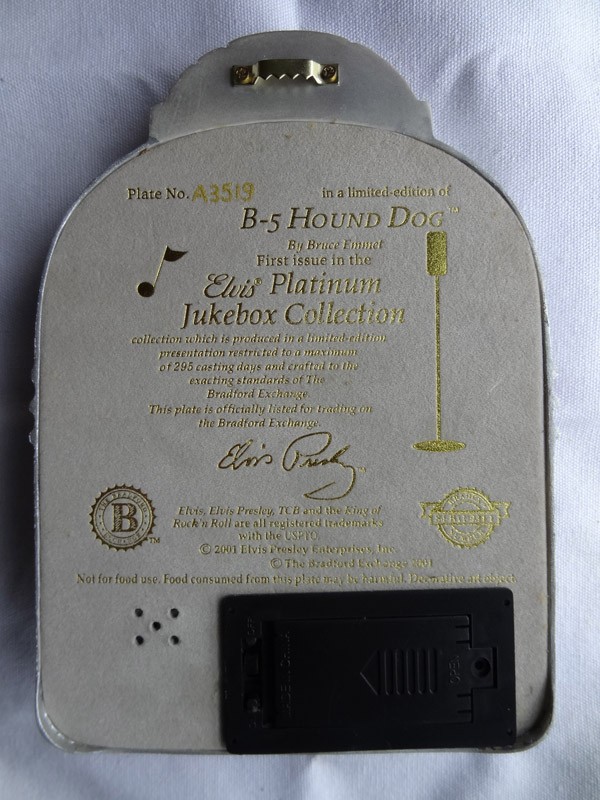 Plate No. A3519 in a limited-edition of
B-5 HOUND DOG™
By Bruce Emmet
First issue in the
Elvis® Platinum
Jukebox Collection
collection which is produced in a limited-edition
presentation restricted to a maximum
of 295 casting days and crafted to the
exacting standards of The
Bradford Exchange.
This plate is officially listed for trading on
the Bradford Exchange.
Elvis Presley™
B
™
Elvis, Elvis Presley, TCB and the King of
Rock'n Roll are all registered trademarks
with the USPTO.
© 2001 Elvis Presley Enterprises, Inc.
© The Bradford Exchange 2001
Not for food use. Food consumed from this plate may be harmful. Decorative art object.
OPEN